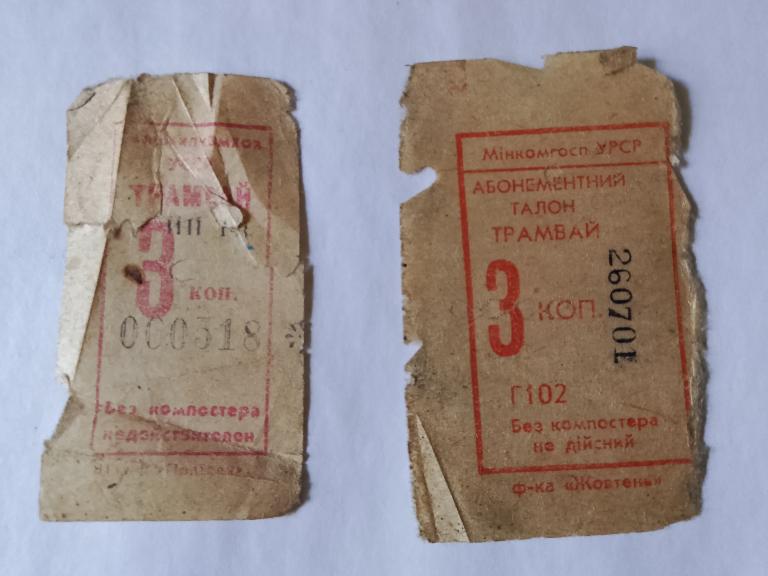 ТРАМВАЙ
3 коп.
000518
Без компостера
недействителен
Мінкомгосп УРСР
АБОНЕМЕНТНИЙ
ТАЛОН
ТРАМВАЙ
3 КОП.
260701
Г102
Без компостера
не дійсний
ф-ка «Жовтень»